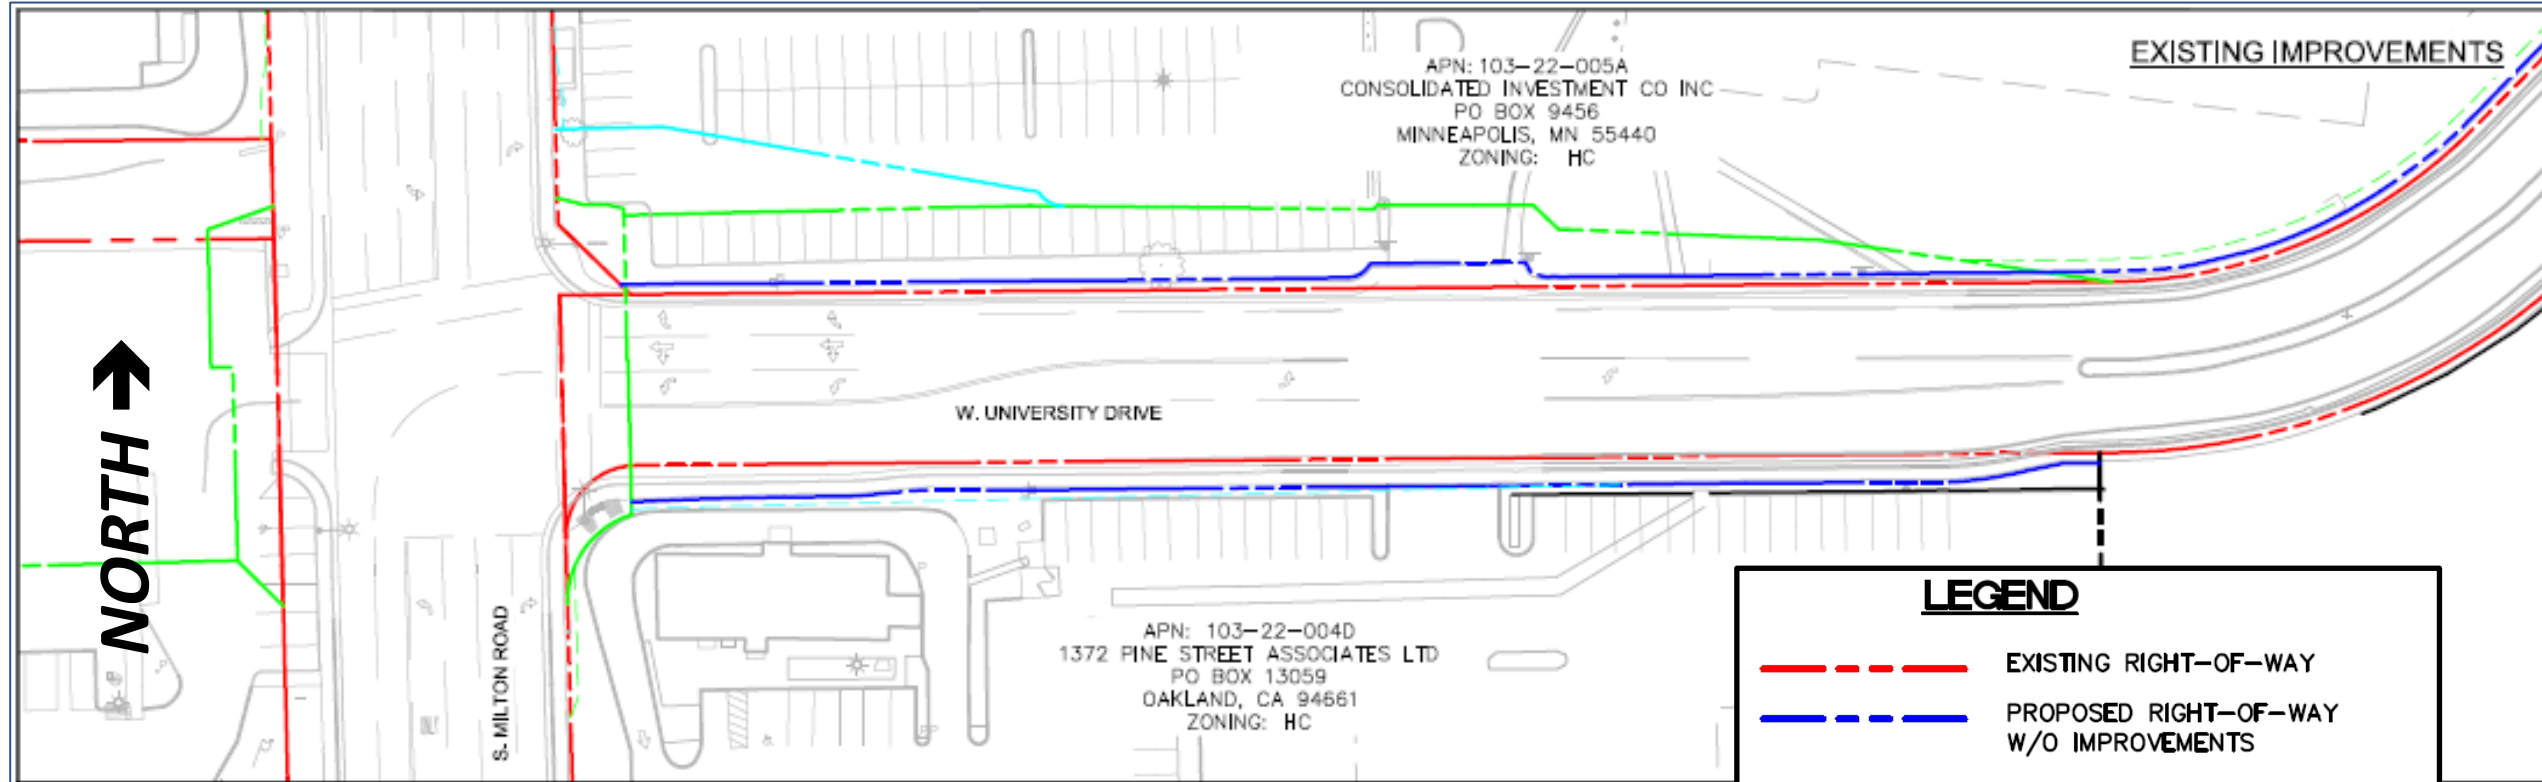 EXISTING IMPROVEMENTS
APN: 103-22-005A
CONSOLIDATED INVESTMENT CO INC
PO BOX 9456
MINNEAPOLIS, MN 55440
ZONING: HC
W. UNIVERSITY DRIVE
NORTH
S. MILTON ROAD
ONLY
APN: 103-22-004D
1372 PINE STREET ASSOCIATES LTD
PO BOX 13059
OAKLAND, CA 94661
ZONING: HC
LEGEND
EXISTING RIGHT-OF-WAY
PROPOSED RIGHT-OF-WAY
W/O IMPROVEMENTS